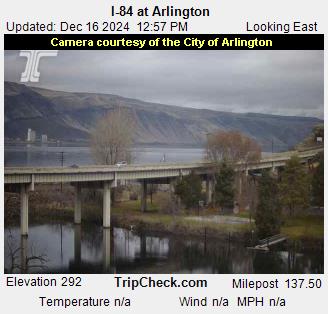 I-84 at Arlington
Updated: Dec 16 2024 12:57 PM Looking East
Camera courtesy of the City of Arlington
Elevation 292 TripCheck.com Milepost 137.50
Temperature n/a Wind n/a MPH n/a